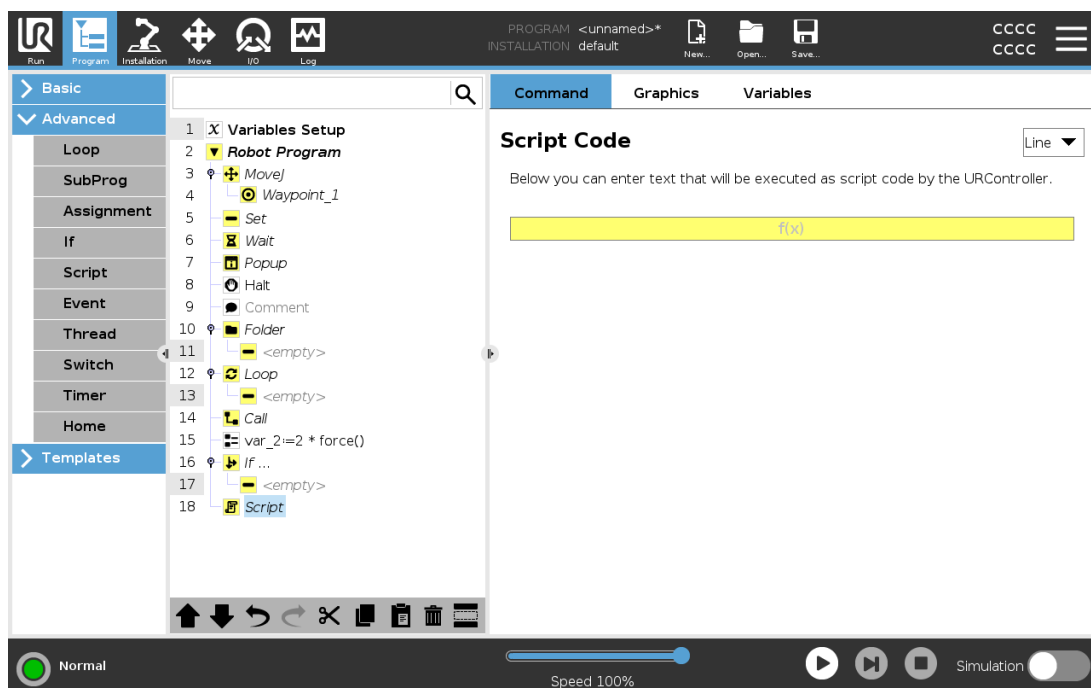 PROGRAM <unnamed>*
INSTALLATION default
CCCC
CCCC
UR
Run
Program
Installation
Move
I/O
Log
New...
Open...
Save...
Basic
Advanced
Loop
SubProg
Assignment
If
Script
Event
Thread
Switch
Timer
Home
Templates
1 X Variables Setup
2 Robot Program
3 MoveJ
4 Waypoint_1
5 Set
6 Wait
7 Popup
8 Halt
9 Comment
10 Folder
11 <empty>
12 Loop
13 <empty>
14 Call
15 var_2:=2 * force()
16 If ...
17 <empty>
18 Script
Command Graphics Variables
Script Code
Line
Below you can enter text that will be executed as script code by the URController.
f(x)
Normal
Speed 100%
Simulation